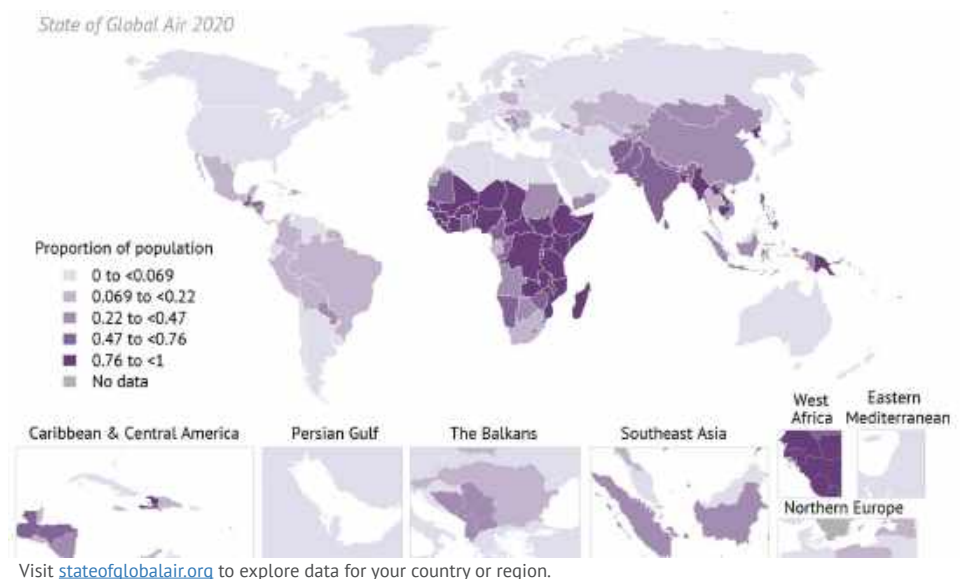 State of Global Air 2020
Proportion of population
0 to <0.069
0.069 to <0.22
0.22 to <0.47
0.47 to <0.76
0.76 to <1
No data
Caribbean & Central America
Persian Gulf
The Balkans
Southeast Asia
West
Africa
Eastern
Mediterranean
Northern Europe
Visit stateofglobalair.org to explore data for your country or region.